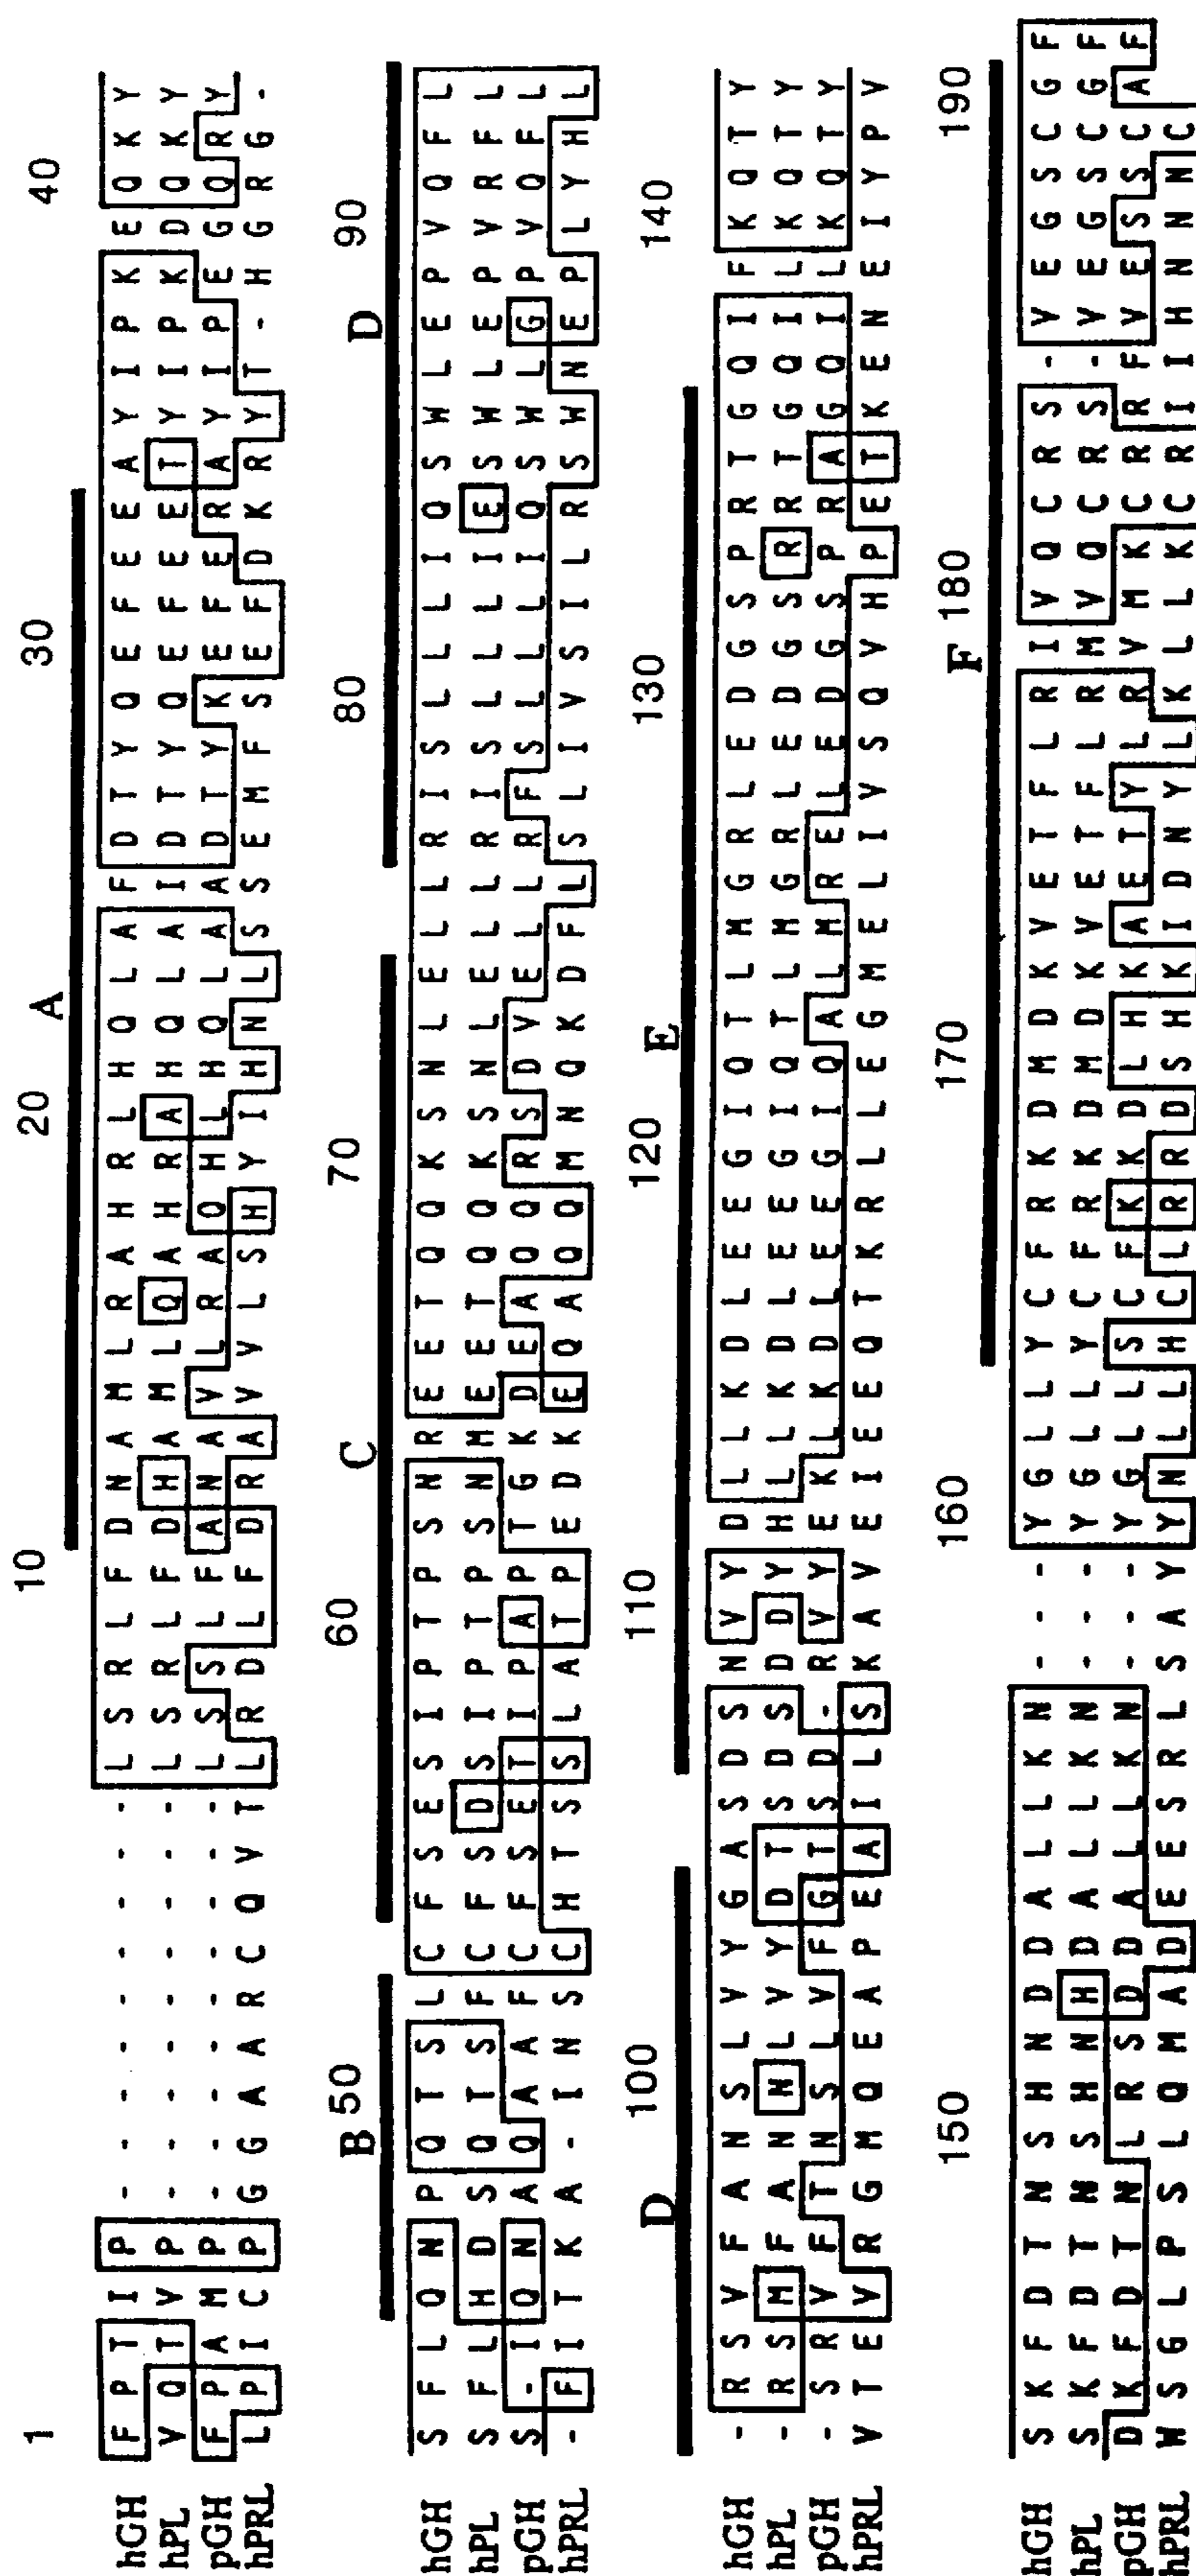 1 10 20 30 40
A
hGH F P T I P - - - - - - - - - L S R L F D N A M L R A H R L H Q L A F D T Y Q E F E E A Y I P K E Q K Y
hPL V Q T V P - - - - - - - - - L S R L F D H A M L Q A H R A H Q L A I D T Y Q E F E E T Y I P K D Q K Y
pGH F P A M P - - - - - - - - - L S S L F A N A V L R A Q H L H Q L A A D T Y K E F E R A Y I P E G Q R Y
hPRL L P I C P G G A A R C Q V T L R D L F D R A V V L S H Y I H N L S S E M F S E F D K R Y T - H G R G -
50 60 70 80 90
B C D
hGH S F L Q N P Q T S L C F S E S I P T P S N R E E T Q Q K S N L E L L R I S L L L I Q S W L E P V Q F L
hPL S F L H D S Q T S F C F S D S I P T P S N M E E T Q Q K S N L E L L R I S L L L I E S W L E P V R F L
pGH S - I Q N A Q A A F C F S E T I P A P T G K D E A Q Q R S D V E L L R F S L L L I Q S W L G P V Q F L
hPRL - F I T K A - I N S C H T S S L A T P E D K E Q A Q Q M N Q K D F L S L I V S I L R S W N E P L Y H L
100 110 120 130 140
D E
hGH - R S V F A N S L V Y G A S D S N V Y D L L K D L E E G I Q T L M G R L E D G S P R T G Q I F K Q T Y
hPL - R S M F A N N L V Y D T S D S D D Y H L L K D L E E G I Q T L M G R L E D G S R R T G Q I L K Q T Y
pGH - S R V F T N S L V F G T S D - R V Y E K L K D L E E G I Q A L M R E L E D G S P R A G Q I L K Q T Y
hPRL V T E V R G M Q E A P E A I L S K A V E I E E Q T K R L L E G M E L I V S Q V H P E T K E N E I Y P V
150 160 170 180 190
F
hGH S K F D T N S H N D D A L L K N - - - Y G L L Y C F R K D M D K V E T F L R I V Q C R S - V E G S C G F
hPL S K F D T N S H N H D A L L K N - - - Y G L L Y C F R K D M D K V E T F L R M V Q C R S - V E G S C G F
pGH D K F D T N L R S D D A L L K N - - - Y G L L S C F K K D L H K A E T Y L R V M K C R R F V E S S C A F
hPRL W S G L P S L Q M A D E E S R L S A Y Y N L L H C L R R D S H K I D N Y L K L L K C R I I H N N N C